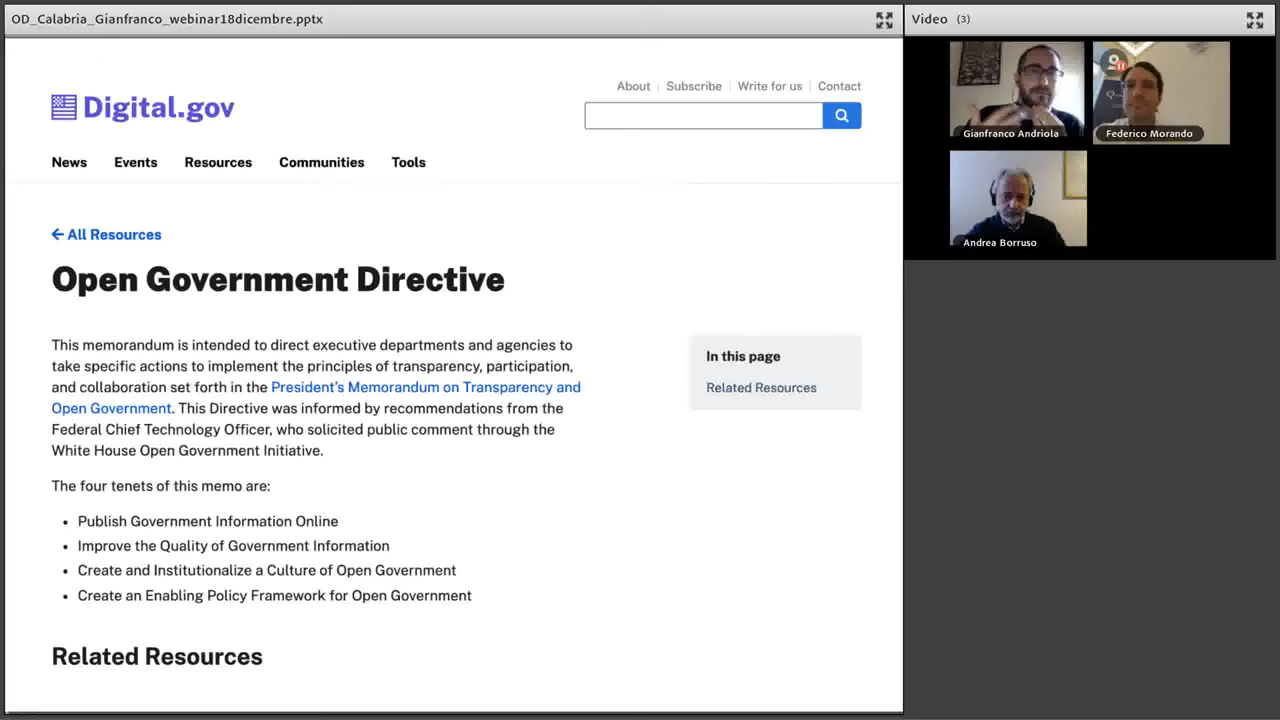 OD_Calabria_Gianfranco_webinar18dicembre.pptx
Video (3)
About
Subscribe
Write for us
Contact
Digital.gov
News
Events
Resources
Communities
Tools
← All Resources
Open Government Directive
This memorandum is intended to direct executive departments and agencies to
take specific actions to implement the principles of transparency, participation,
and collaboration set forth in the President's Memorandum on Transparency and
Open Government. This Directive was informed by recommendations from the
Federal Chief Technology Officer, who solicited public comment through the
White House Open Government Initiative.
The four tenets of this memo are:
• Publish Government Information Online
• Improve the Quality of Government Information
• Create and Institutionalize a Culture of Open Government
• Create an Enabling Policy Framework for Open Government
Related Resources
In this page
Related Resources
Gianfranco Andriola
Federico Morando
Andrea Borruso